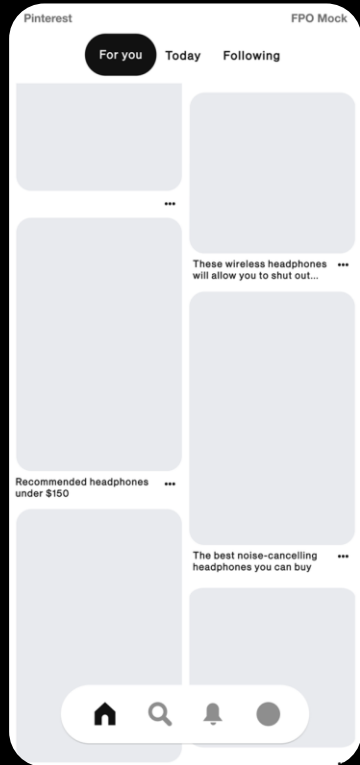 Pinterest
FPO Mock
For you
Today
Following
These wireless headphones
will allow you to shut out...
Recommended headphones
under $150
The best noise-cancelling
headphones you can buy